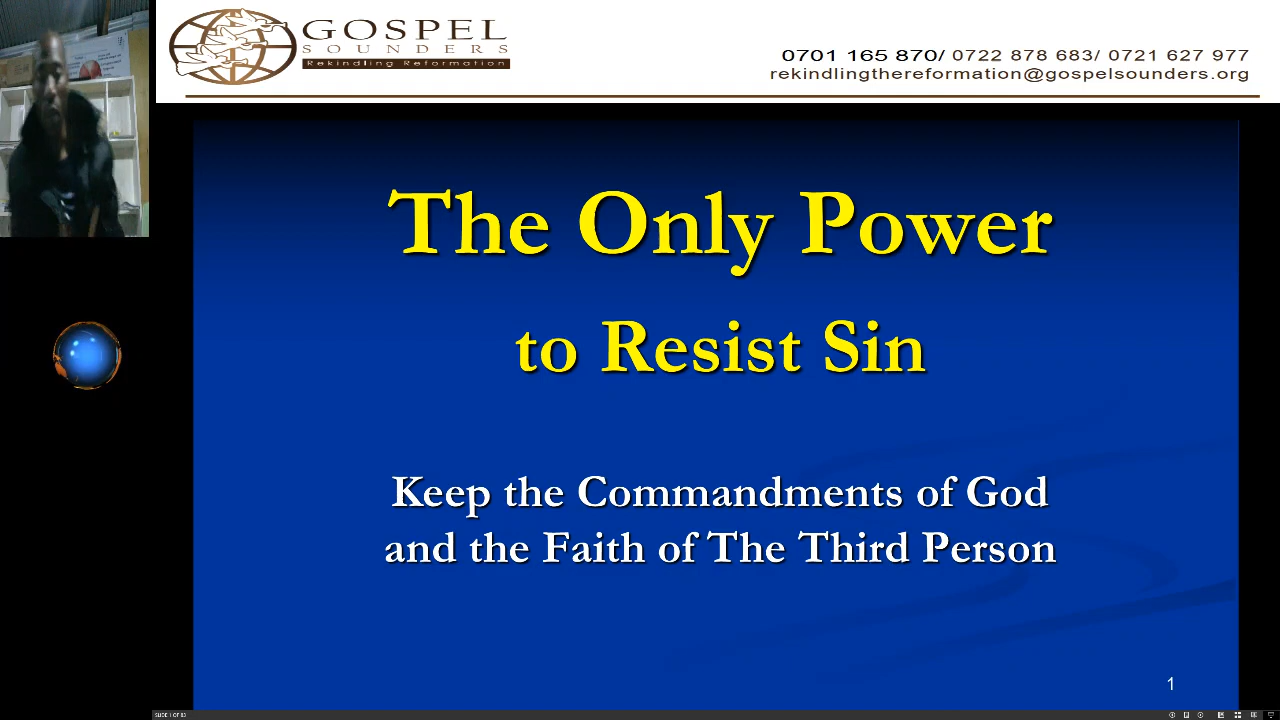 GOSPEL
SOUNDERS
Rekindling Reformation
0701 165 870/ 0722 878 683/ 0721 627 977
rekindlingthereformation@gospelsounders.org
The Only Power
to Resist Sin
Keep the Commandments of God
and the Faith of The Third Person
1